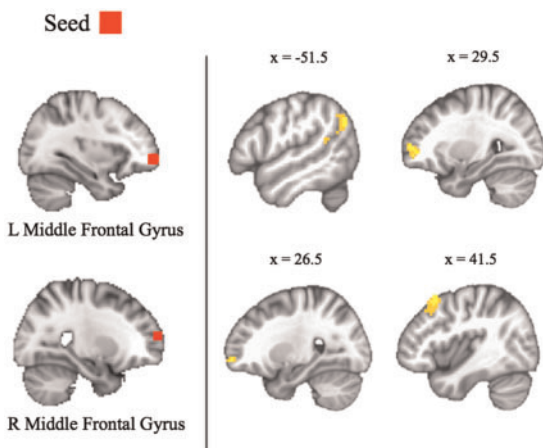 Seed
x = -51.5
x = 29.5
L Middle Frontal Gyrus
x = 26.5
x = 41.5
R Middle Frontal Gyrus